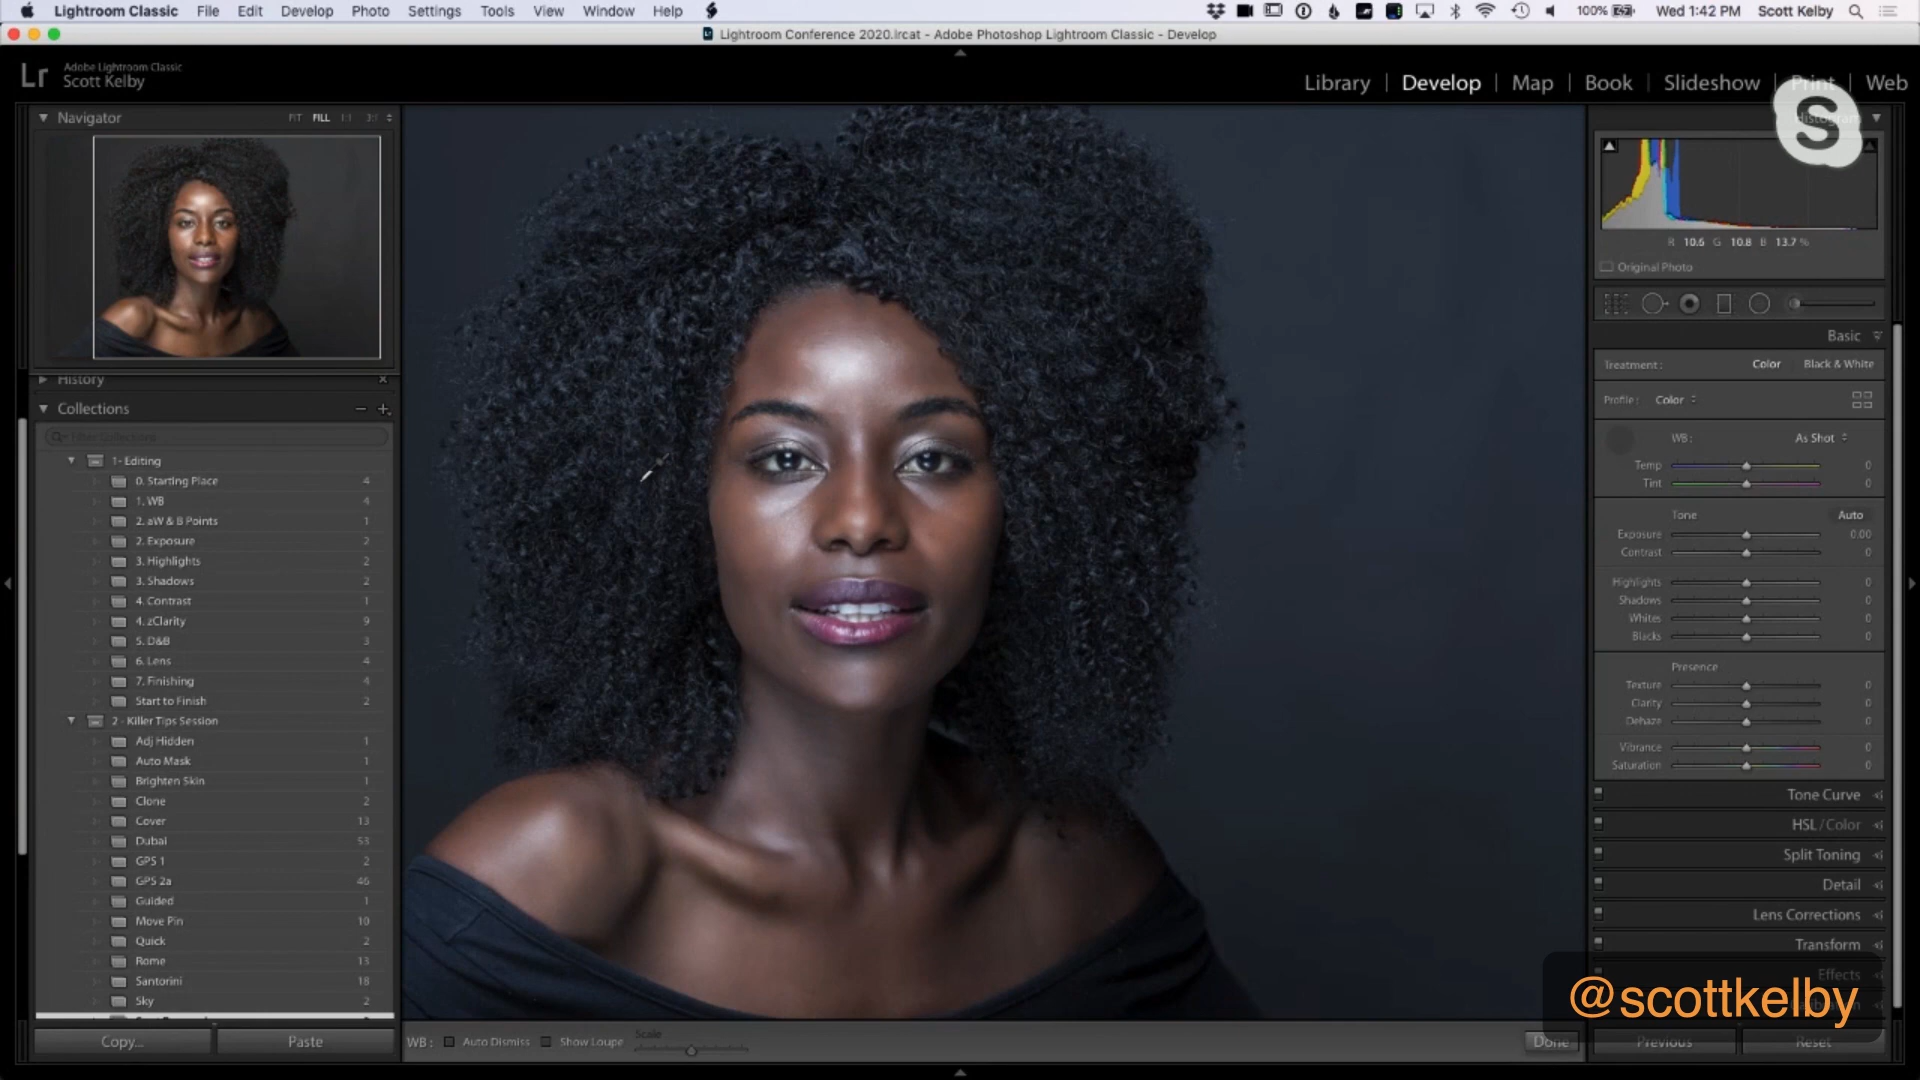 Lightroom Classic File Edit Develop Photo Settings Tools View Window Help 100% Wed 1:42 PM Scott Kelby
Lightroom Conference 2020.lrcat - Adobe Photoshop Lightroom Classic - Develop
Lr Adobe Lightroom Classic
Scott Kelby
Library | Develop | Map | Book | Slideshow | Print | Web
Navigator FIT FILL 1:1 3:1
Histogram
S
R 10.6 G 10.8 B 13.7 %
Original Photo
History
Collections
Filter Collections
1- Editing
0. Starting Place 4
1. WB 4
2. aW & B Points 1
2. Exposure 2
3. Highlights 2
3. Shadows 2
4. Contrast 1
4. zClarity 9
5. D&B 3
6. Lens 4
7. Finishing 4
Start to Finish 2
2 - Killer Tips Session
Adj Hidden 1
Auto Mask 1
Brighten Skin 1
Clone 2
Cover 13
Dubai 53
GPS 1 2
GPS 2a 46
Guided 1
Move Pin 10
Quick 2
Rome 13
Santorini 18
Sky 2
Copy... Paste
WB : Auto Dismiss Show Loupe Scale Done
Basic
Treatment : Color Black & White
Profile : Color
WB : As Shot
Temp 0
Tint 0
Tone Auto
Exposure 0.00
Contrast 0
Highlights 0
Shadows 0
Whites 0
Blacks 0
Presence
Texture 0
Clarity 0
Dehaze 0
Vibrance 0
Saturation 0
Tone Curve
HSL / Color
Split Toning
Detail
Lens Corrections
Transform
Effects
@scottkelby
Previous Reset